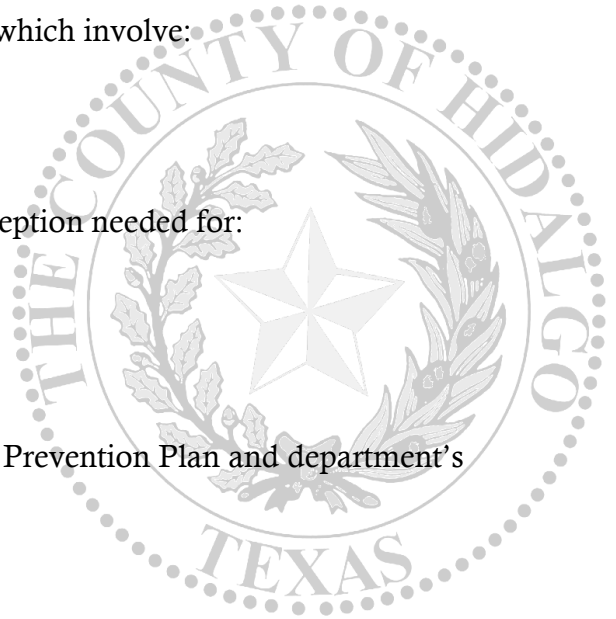 which involve:
eption needed for:
Prevention Plan and department’s
THE COUNTY OF HIDALGO
TEXAS